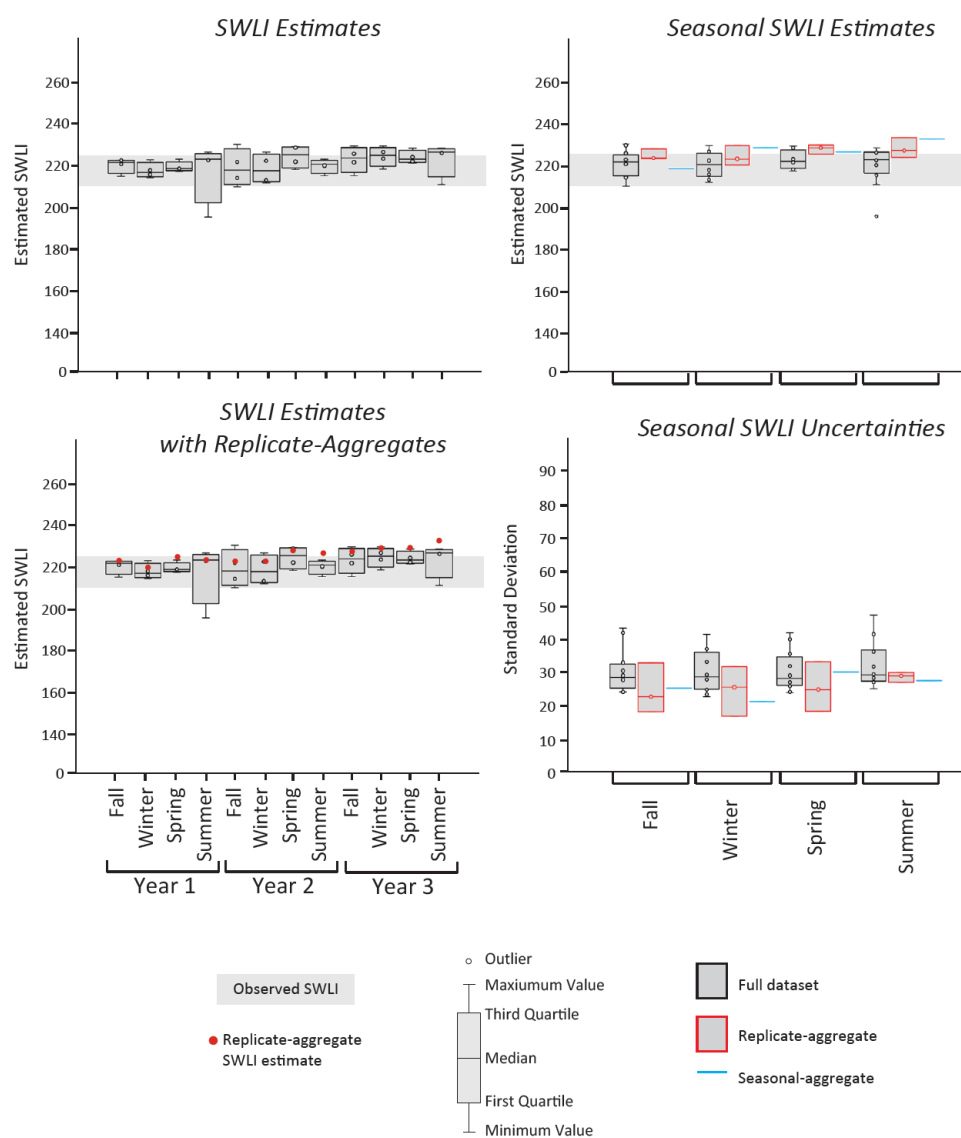 SWLI Estimates
Estimated SWLI
260
240
220
200
180
160
140
0
Seasonal SWLI Estimates
Estimated SWLI
260
240
220
200
180
160
140
0
SWLI Estimates
with Replicate-Aggregates
Estimated SWLI
260
240
220
200
180
160
140
0
Fall
Winter
Spring
Summer
Fall
Winter
Spring
Summer
Fall
Winter
Spring
Summer
Year 1
Year 2
Year 3
Seasonal SWLI Uncertainties
Standard Deviation
90
80
70
60
50
40
30
20
10
0
Fall
Winter
Spring
Summer
Observed SWLI
Replicate-aggregate
SWLI estimate
Outlier
Maxiumum Value
Third Quartile
Median
First Quartile
Minimum Value
Full dataset
Replicate-aggregate
Seasonal-aggregate